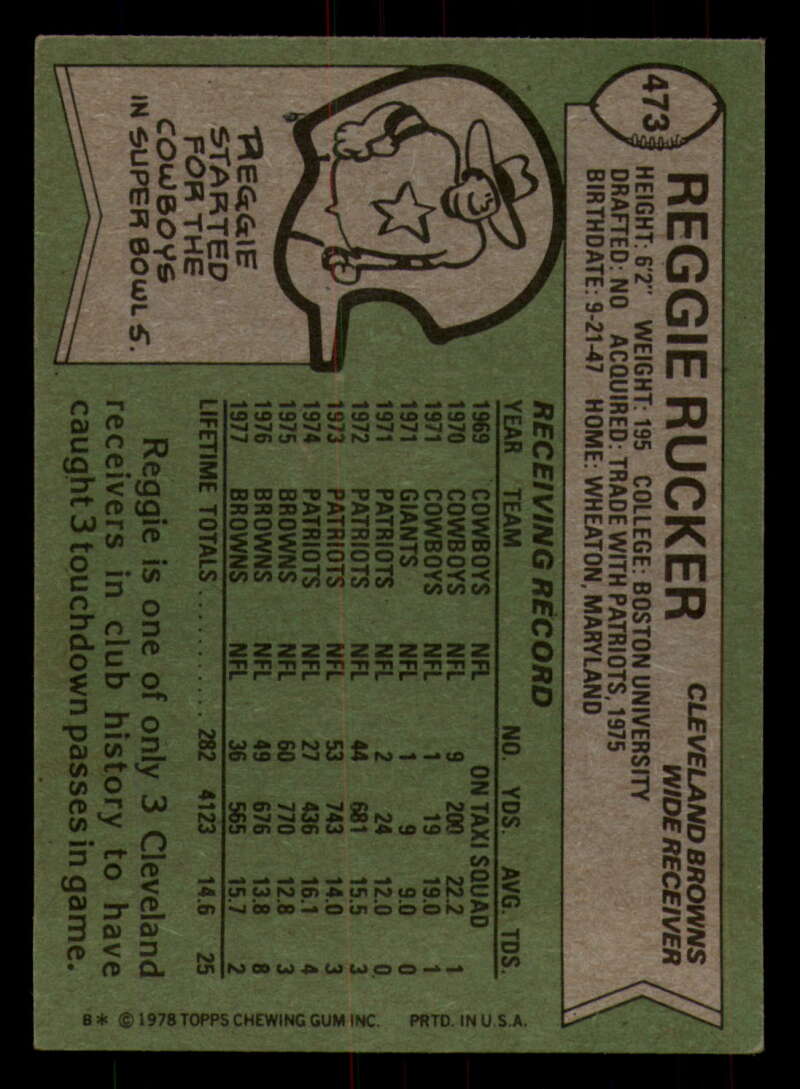 473
REGGIE RUCKER
CLEVELAND BROWNS
WIDE RECEIVER
HEIGHT: 6'2" WEIGHT: 195 COLLEGE: BOSTON UNIVERSITY
DRAFTED: NO ACQUIRED: TRADE WITH PATRIOTS, 1975
BIRTHDATE: 9-21-47 HOME: WHEATON, MARYLAND
REGGIE
STARTED
FOR THE
COWBOYS
IN SUPER BOWL 5.
RECEIVING RECORD
YEAR TEAM NO. YDS. AVG. TDS.
1969 COWBOYS NFL ON TAXI SQUAD
1970 COWBOYS NFL 9 200 22.2 1
1971 COWBOYS NFL 1 19 19.0 1
1971 GIANTS NFL 1 9 9.0 0
1971 PATRIOTS NFL 2 24 12.0 0
1972 PATRIOTS NFL 44 681 15.5 3
1973 PATRIOTS NFL 53 743 14.0 3
1974 PATRIOTS NFL 27 436 16.1 4
1975 BROWNS NFL 60 770 12.8 3
1976 BROWNS NFL 49 676 13.8 8
1977 BROWNS NFL 36 565 15.7 2
LIFETIME TOTALS............ 282 4123 14.6 25
Reggie is one of only 3 Cleveland
receivers in club history to have
caught 3 touchdown passes in game.
B* © 1978 TOPPS CHEWING GUM INC. PRTD. IN U.S.A.